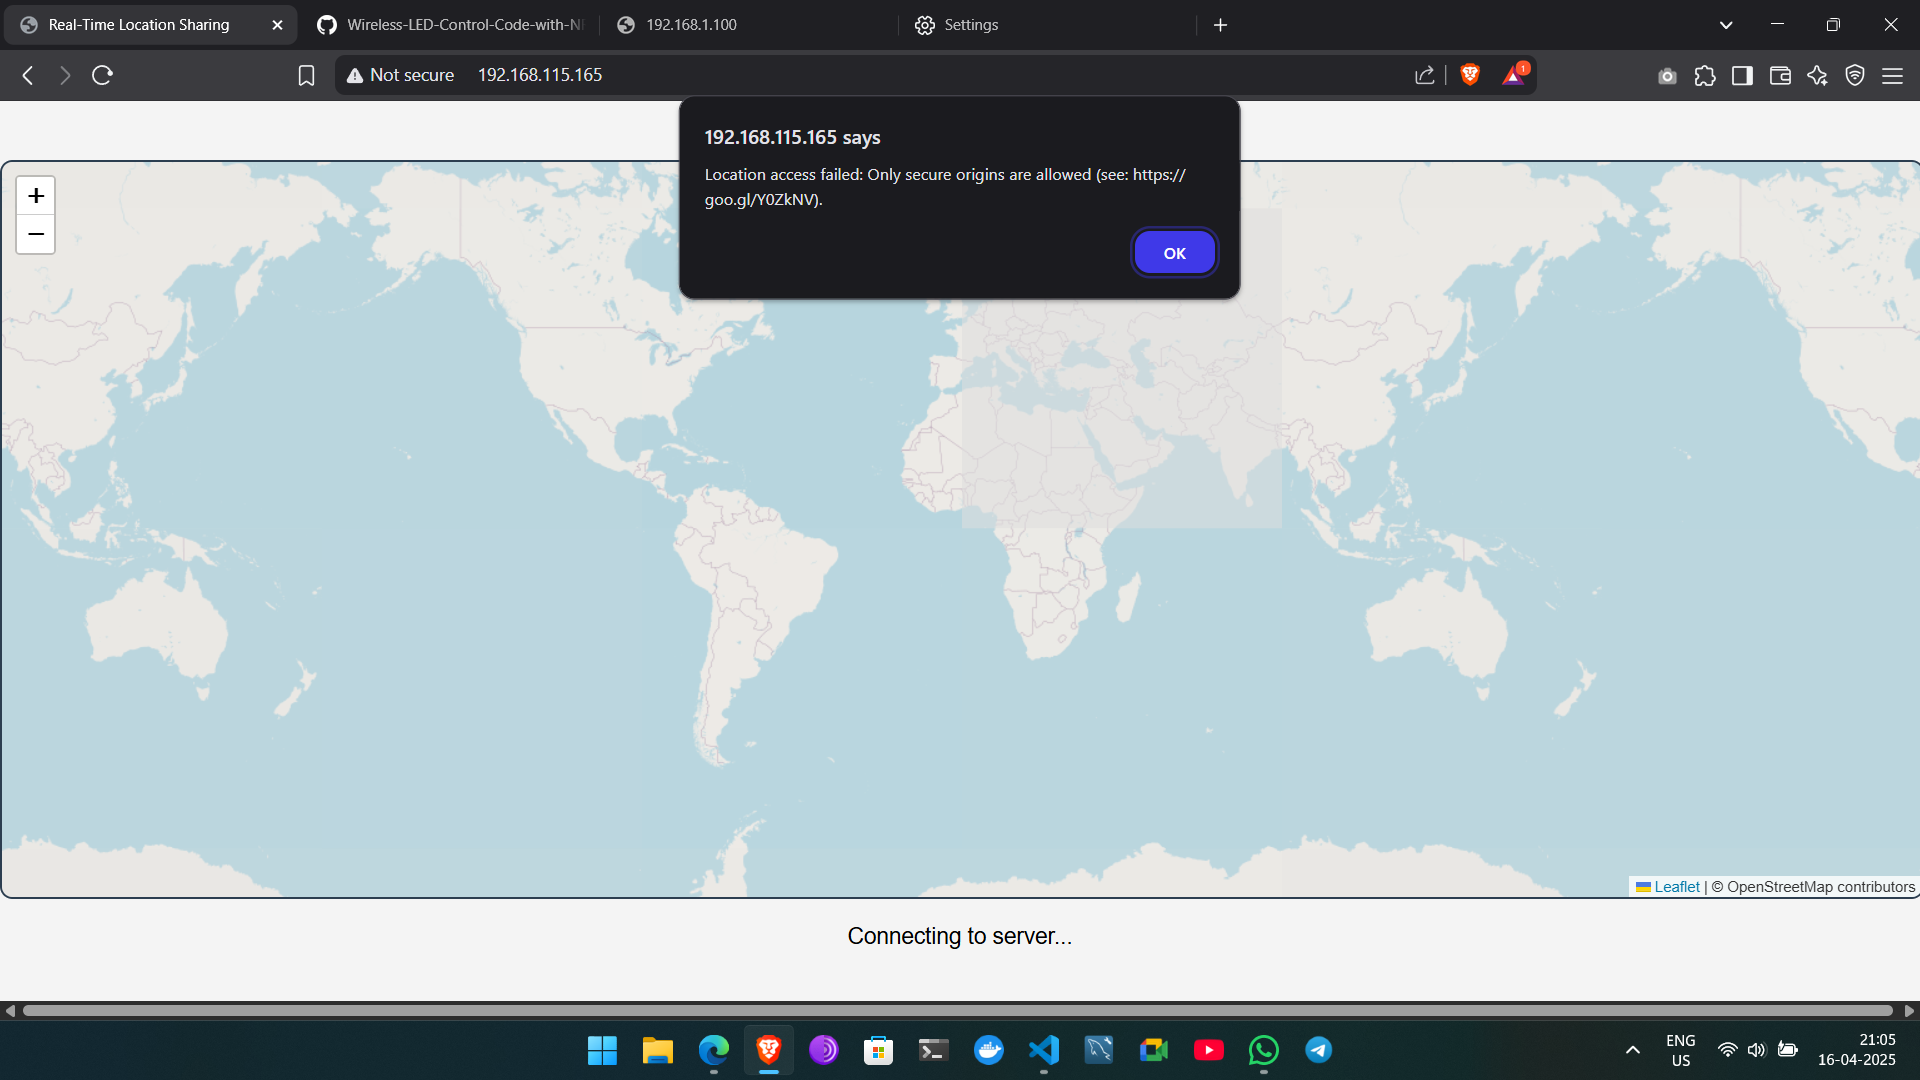 Real-Time Location Sharing
Wireless-LED-Control-Code-with-N
192.168.1.100
Settings
Not secure
192.168.115.165
1
192.168.115.165 says
Location access failed: Only secure origins are allowed (see: https://
goo.gl/Y0ZkNV).
OK
+
−
Leaflet | © OpenStreetMap contributors
Connecting to server...
ENG
US
21:05
16-04-2025